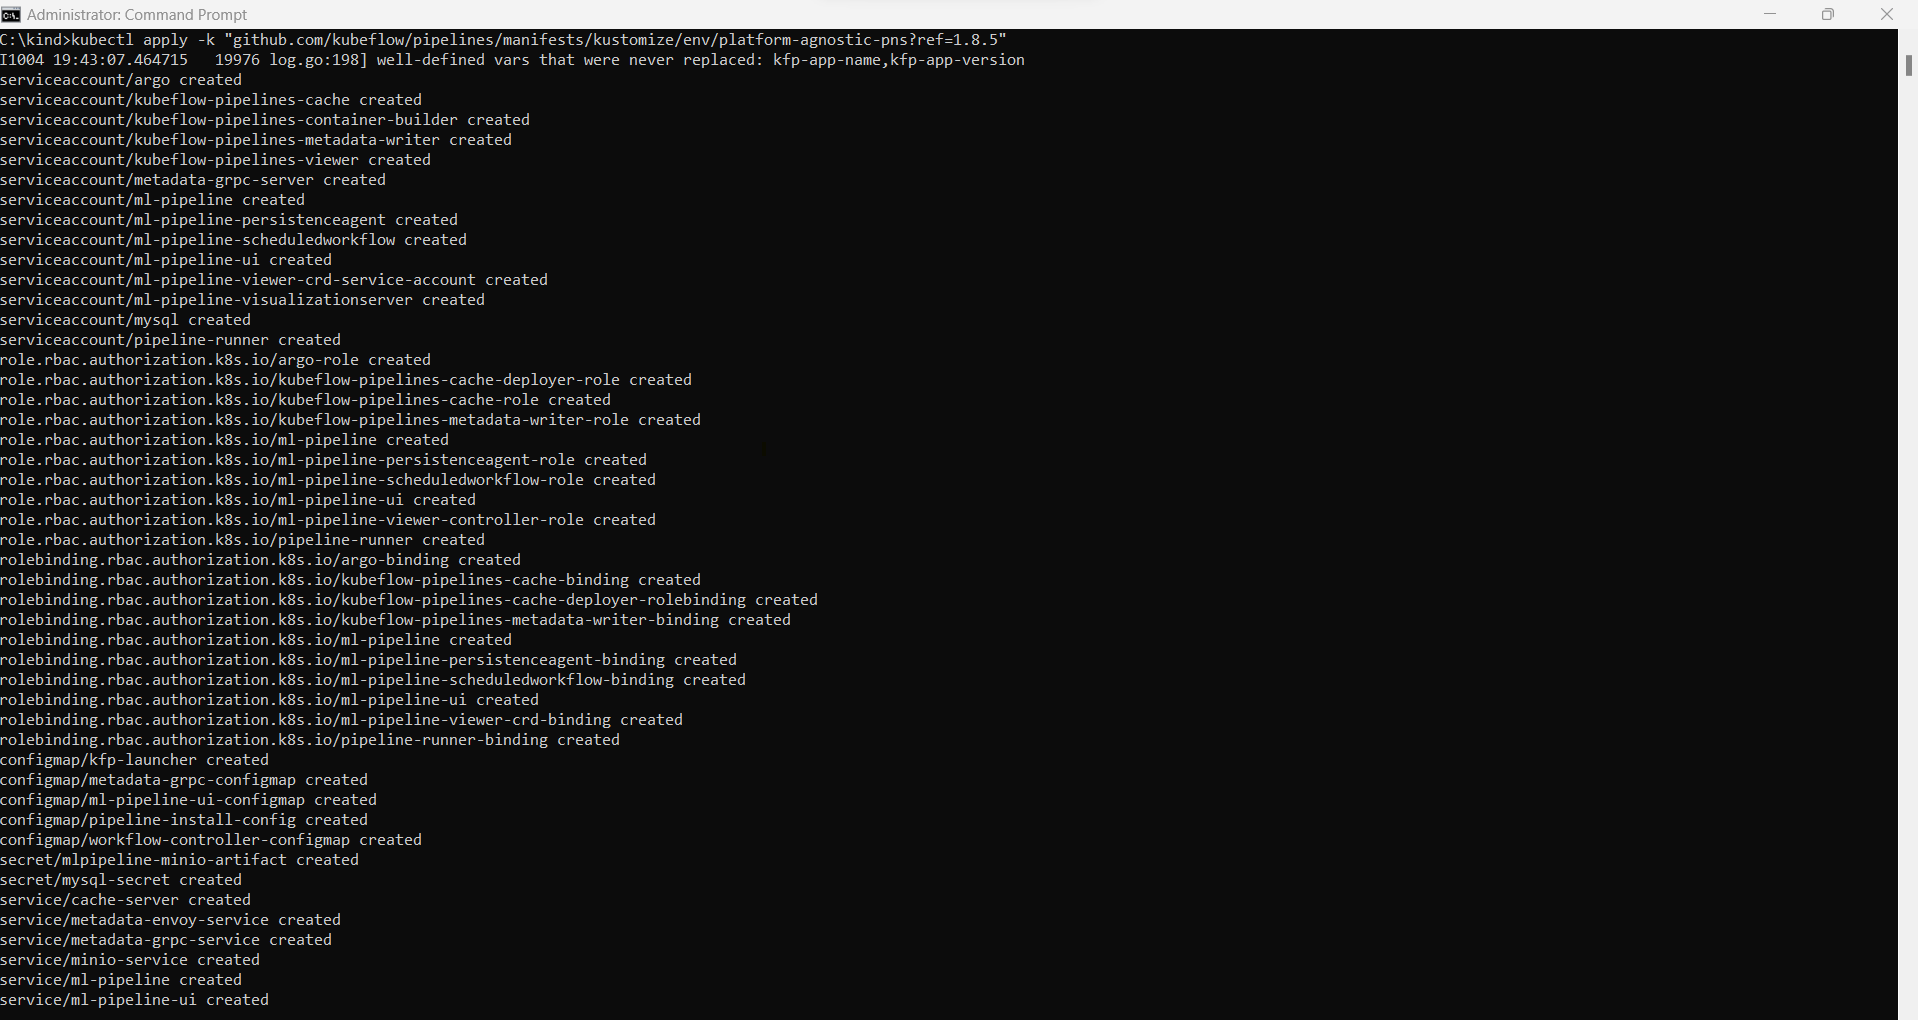 Administrator: Command Prompt
C:\kind>kubectl apply -k "github.com/kubeflow/pipelines/manifests/kustomize/env/platform-agnostic-pns?ref=1.8.5"
I1004 19:43:07.464715   19976 log.go:198] well-defined vars that were never replaced: kfp-app-name,kfp-app-version
serviceaccount/argo created
serviceaccount/kubeflow-pipelines-cache created
serviceaccount/kubeflow-pipelines-container-builder created
serviceaccount/kubeflow-pipelines-metadata-writer created
serviceaccount/kubeflow-pipelines-viewer created
serviceaccount/metadata-grpc-server created
serviceaccount/ml-pipeline created
serviceaccount/ml-pipeline-persistenceagent created
serviceaccount/ml-pipeline-scheduledworkflow created
serviceaccount/ml-pipeline-ui created
serviceaccount/ml-pipeline-viewer-crd-service-account created
serviceaccount/ml-pipeline-visualizationserver created
serviceaccount/mysql created
serviceaccount/pipeline-runner created
role.rbac.authorization.k8s.io/argo-role created
role.rbac.authorization.k8s.io/kubeflow-pipelines-cache-deployer-role created
role.rbac.authorization.k8s.io/kubeflow-pipelines-cache-role created
role.rbac.authorization.k8s.io/kubeflow-pipelines-metadata-writer-role created
role.rbac.authorization.k8s.io/ml-pipeline created
role.rbac.authorization.k8s.io/ml-pipeline-persistenceagent-role created
role.rbac.authorization.k8s.io/ml-pipeline-scheduledworkflow-role created
role.rbac.authorization.k8s.io/ml-pipeline-ui created
role.rbac.authorization.k8s.io/ml-pipeline-viewer-controller-role created
role.rbac.authorization.k8s.io/pipeline-runner created
rolebinding.rbac.authorization.k8s.io/argo-binding created
rolebinding.rbac.authorization.k8s.io/kubeflow-pipelines-cache-binding created
rolebinding.rbac.authorization.k8s.io/kubeflow-pipelines-cache-deployer-rolebinding created
rolebinding.rbac.authorization.k8s.io/kubeflow-pipelines-metadata-writer-binding created
rolebinding.rbac.authorization.k8s.io/ml-pipeline created
rolebinding.rbac.authorization.k8s.io/ml-pipeline-persistenceagent-binding created
rolebinding.rbac.authorization.k8s.io/ml-pipeline-scheduledworkflow-binding created
rolebinding.rbac.authorization.k8s.io/ml-pipeline-ui created
rolebinding.rbac.authorization.k8s.io/ml-pipeline-viewer-crd-binding created
rolebinding.rbac.authorization.k8s.io/pipeline-runner-binding created
configmap/kfp-launcher created
configmap/metadata-grpc-configmap created
configmap/ml-pipeline-ui-configmap created
configmap/pipeline-install-config created
configmap/workflow-controller-configmap created
secret/mlpipeline-minio-artifact created
secret/mysql-secret created
service/cache-server created
service/metadata-envoy-service created
service/metadata-grpc-service created
service/minio-service created
service/ml-pipeline created
service/ml-pipeline-ui created